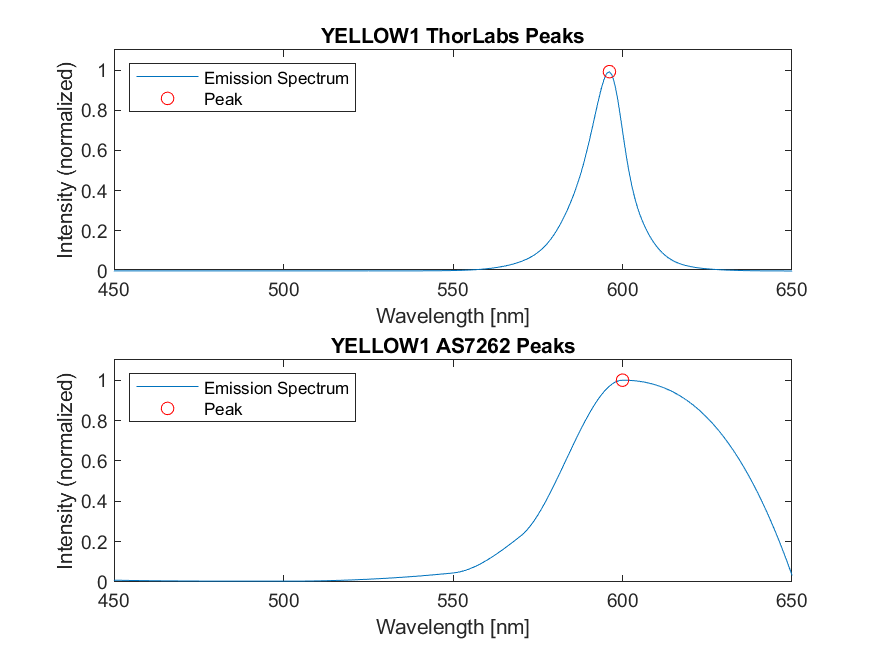 YELLOW1 ThorLabs Peaks
Intensity (normalized)
1
0.8
0.6
0.4
0.2
0
Emission Spectrum
Peak
450 500 550 600 650
Wavelength [nm]
YELLOW1 AS7262 Peaks
Intensity (normalized)
1
0.8
0.6
0.4
0.2
0
Emission Spectrum
Peak
450 500 550 600 650
Wavelength [nm]